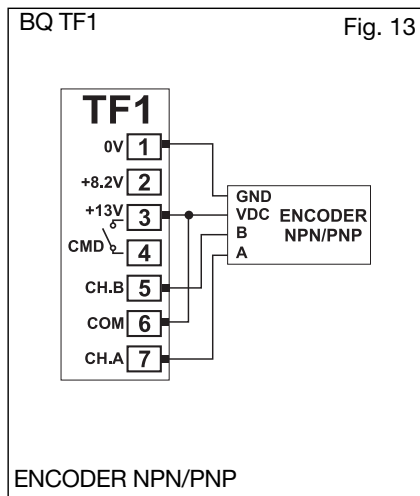 BQ TF1
Fig. 13
TF1
0V 1
+8.2V 2
+13V 3
CMD 4
CH.B 5
COM 6
CH.A 7
GND
VDC
B
A
ENCODER
NPN/PNP
ENCODER NPN/PNP